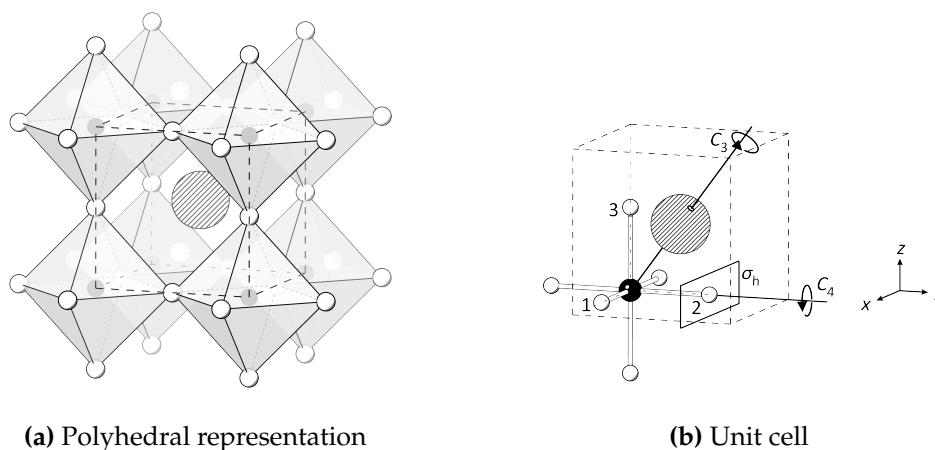 C3
3
σh
z
1
2
C4
x
(a) Polyhedral representation
(b) Unit cell